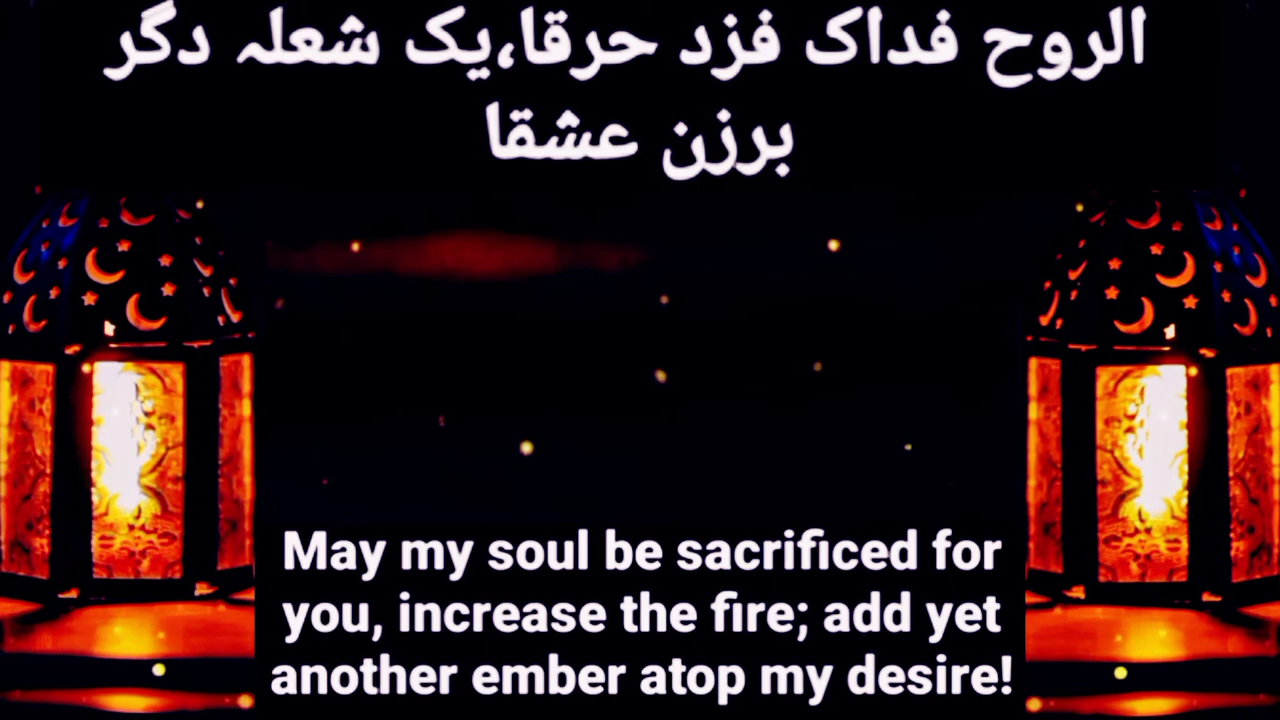 الروح فداک فزد حرقا،یک شعلہ دگر
برزن عشقا
May my soul be sacrificed for
you, increase the fire; add yet
another ember atop my desire!